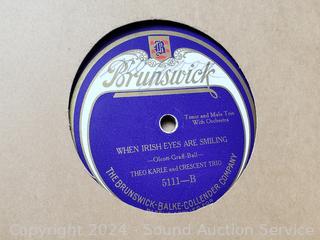 B
Brunswick
Tenor and Male Trio
With Orchestra
WHEN IRISH EYES ARE SMILING
—Olcott-Graff-Ball—
THEO KARLE and CRESCENT TRIO
5111—B
THE BRUNSWICK-BALKE-COLLENDER COMPANY
Copyright 2024 - Sound Auction Service